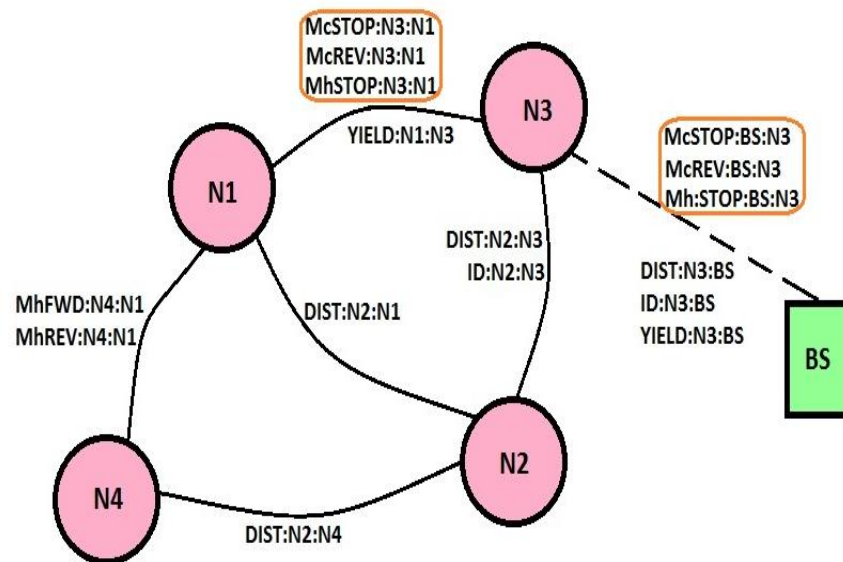 McSTOP:N3:N1
McREV:N3:N1
MhSTOP:N3:N1
YIELD:N1:N3
N3
McSTOP:BS:N3
McREV:BS:N3
Mh:STOP:BS:N3
N1
DIST:N2:N3
ID:N2:N3
DIST:N3:BS
ID:N3:BS
YIELD:N3:BS
BS
MhFWD:N4:N1
MhREV:N4:N1
DIST:N2:N1
N2
N4
DIST:N2:N4